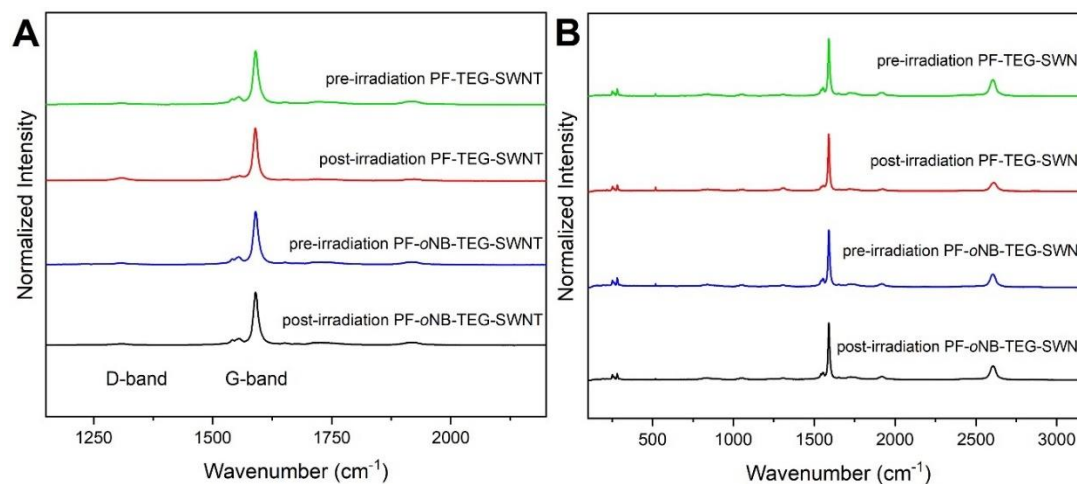 A
Normalized Intensity
pre-irradiation PF-TEG-SWNT
post-irradiation PF-TEG-SWNT
pre-irradiation PF-oNB-TEG-SWNT
post-irradiation PF-oNB-TEG-SWNT
D-band
G-band
1250
1500
1750
2000
Wavenumber (cm⁻¹)
B
Normalized Intensity
pre-irradiation PF-TEG-SWN
post-irradiation PF-TEG-SWN
pre-irradiation PF-oNB-TEG-SWN
post-irradiation PF-oNB-TEG-SWN
500
1000
1500
2000
2500
3000
Wavenumber (cm⁻¹)